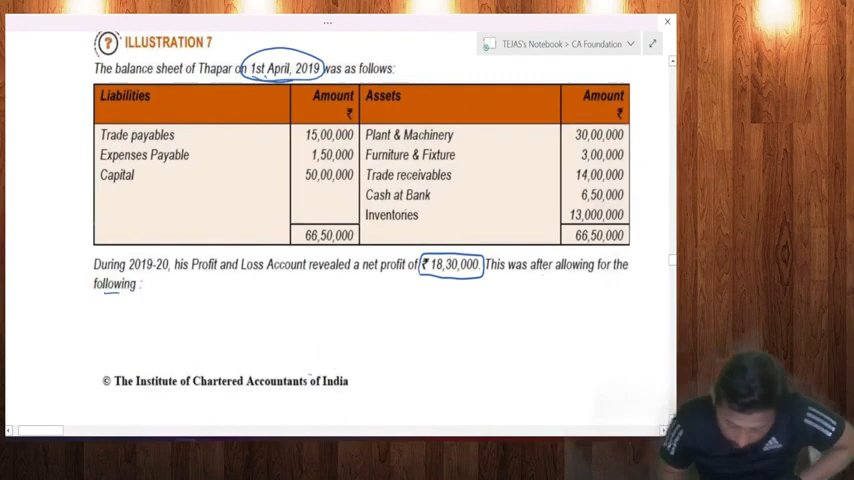 ...
ILLUSTRATION 7
TEJAS's Notebook > CA Foundation
The balance sheet of Thapar on 1st April, 2019 was as follows:
Liabilities Amount Assets Amount
₹ ₹
Trade payables 15,00,000 Plant & Machinery 30,00,000
Expenses Payable 1,50,000 Furniture & Fixture 3,00,000
Capital 50,00,000 Trade receivables 14,00,000
Cash at Bank 6,50,000
Inventories 13,000,000
66,50,000 66,50,000
During 2019-20, his Profit and Loss Account revealed a net profit of ₹ 18,30,000. This was after allowing for the
following :
© The Institute of Chartered Accountants of India
adidas